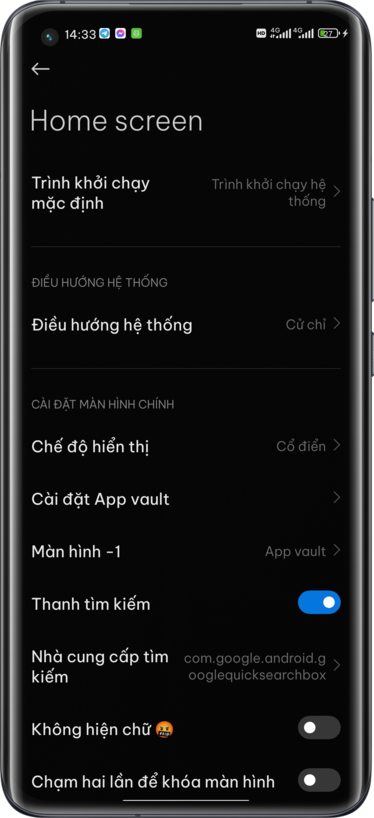 14:33 HD 4G 4G 27
Home screen
Trình khởi chạy
mặc định
Trình khởi chạy hệ
thống
ĐIỀU HƯỚNG HỆ THỐNG
Điều hướng hệ thống
Cử chỉ
CÀI ĐẶT MÀN HÌNH CHÍNH
Chế độ hiển thị
Cổ điển
Cài đặt App vault
Màn hình -1
App vault
Thanh tìm kiếm
Nhà cung cấp tìm
kiếm
com.google.android.g
ooglequicksearchbox
Không hiện chữ 🤬
Chạm hai lần để khóa màn hình